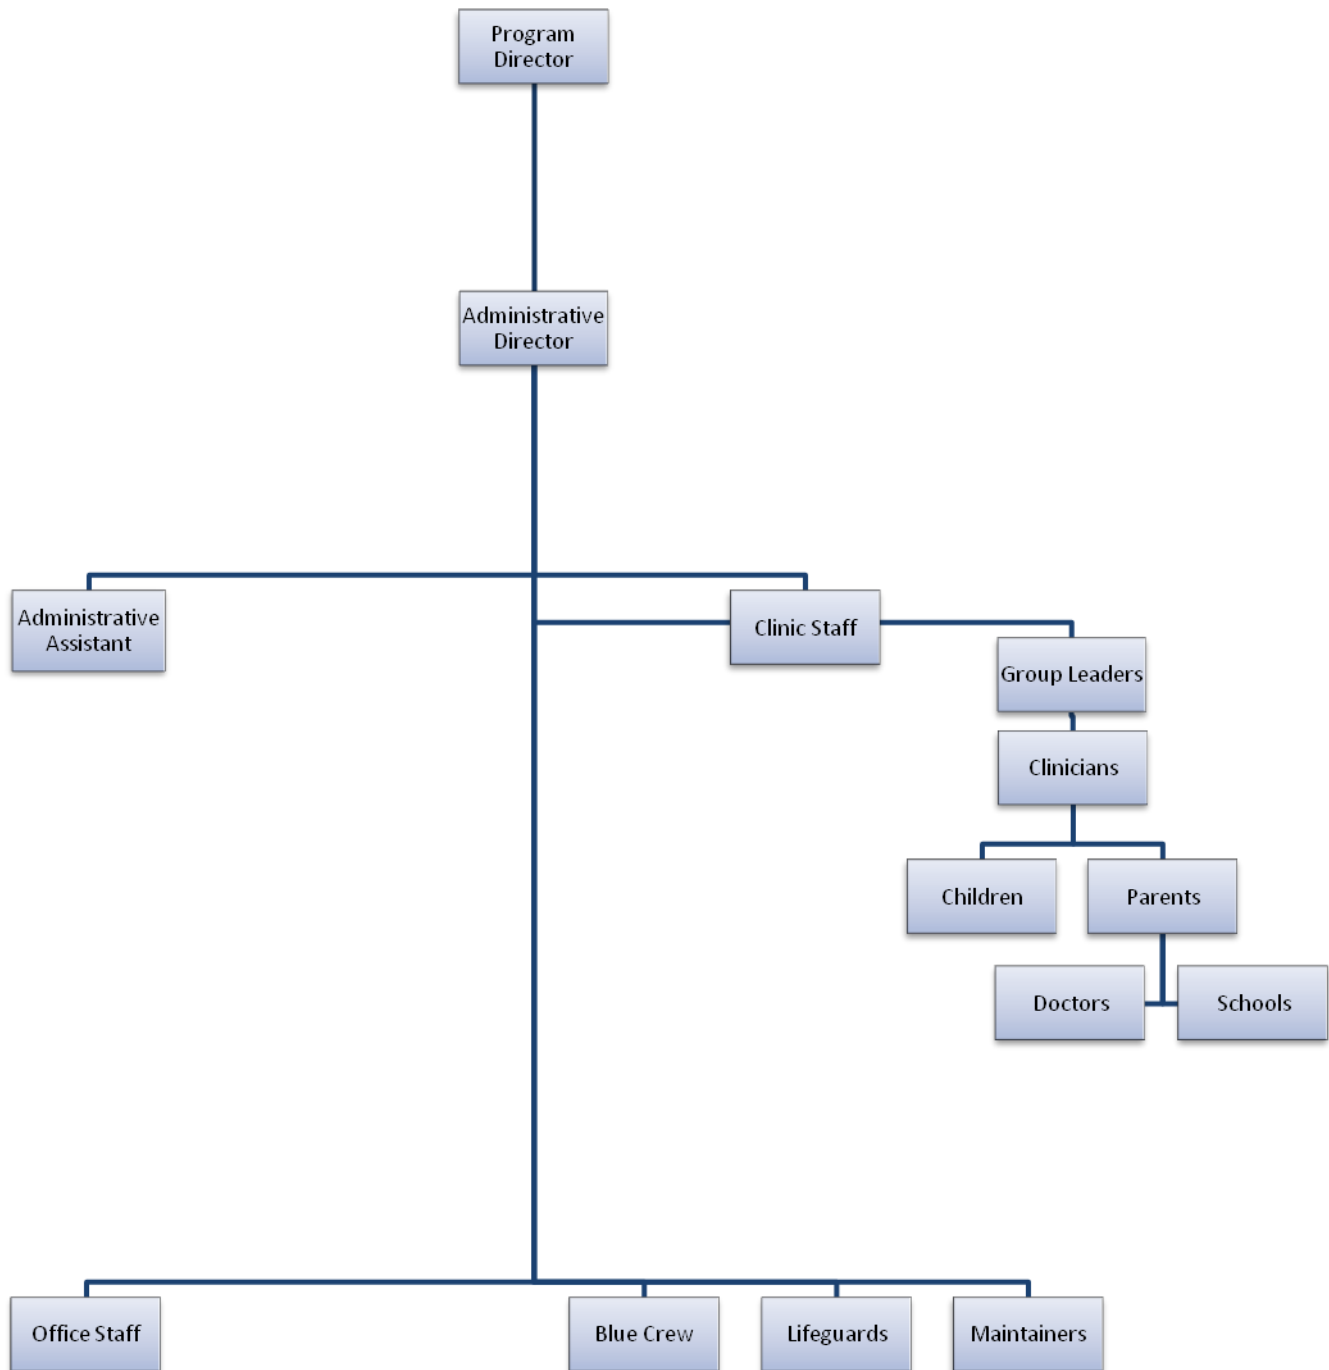 Program
Director
Administrative
Director
Administrative
Assistant
Clinic Staff
Group Leaders
Clinicians
Children
Parents
Doctors
Schools
Office Staff
Blue Crew
Lifeguards
Maintainers